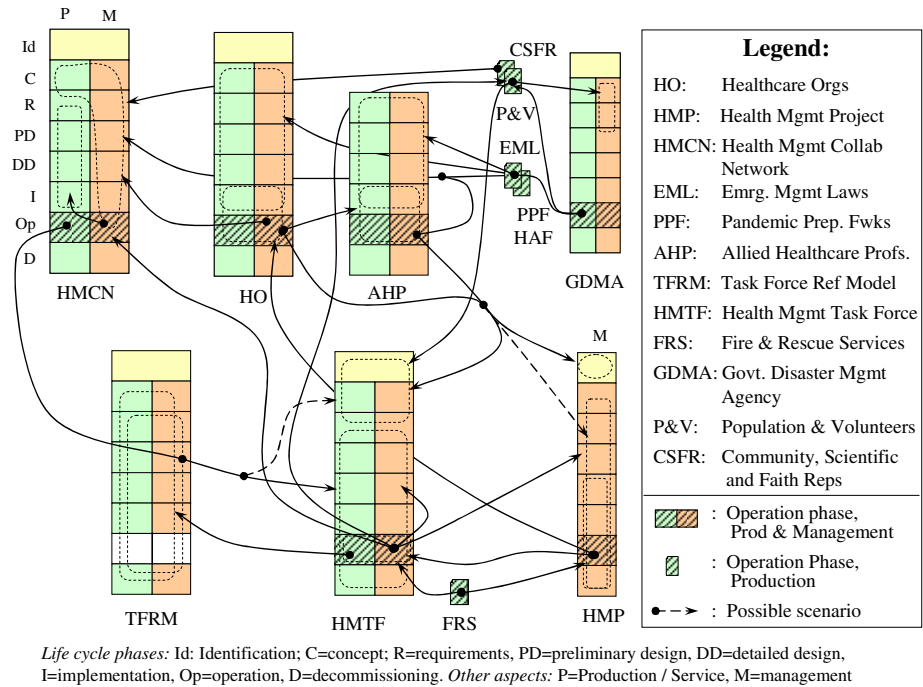 P M
Id
C
R
PD
DD
I
Op
D
HMCN
HO
AHP
CSFR
P&V
EML
PPF
HAF
GDMA
M
TFRM
HMTF
FRS
HMP
Legend:
HO: Healthcare Orgs
HMP: Health Mgmt Project
HMCN: Health Mgmt Collab
Network
EML: Emrg. Mgmt Laws
PPF: Pandemic Prep. Fwks
AHP: Allied Healthcare Profs.
TFRM: Task Force Ref Model
HMTF: Health Mgmt Task Force
FRS: Fire & Rescue Services
GDMA: Govt. Disaster Mgmt
Agency
P&V: Population & Volunteers
CSFR: Community, Scientific
and Faith Reps
: Operation phase,
Prod & Management
: Operation Phase,
Production
: Possible scenario
Life cycle phases: Id: Identification; C=concept; R=requirements, PD=preliminary design, DD=detailed design,
I=implementation, Op=operation, D=decommissioning. Other aspects: P=Production / Service, M=management